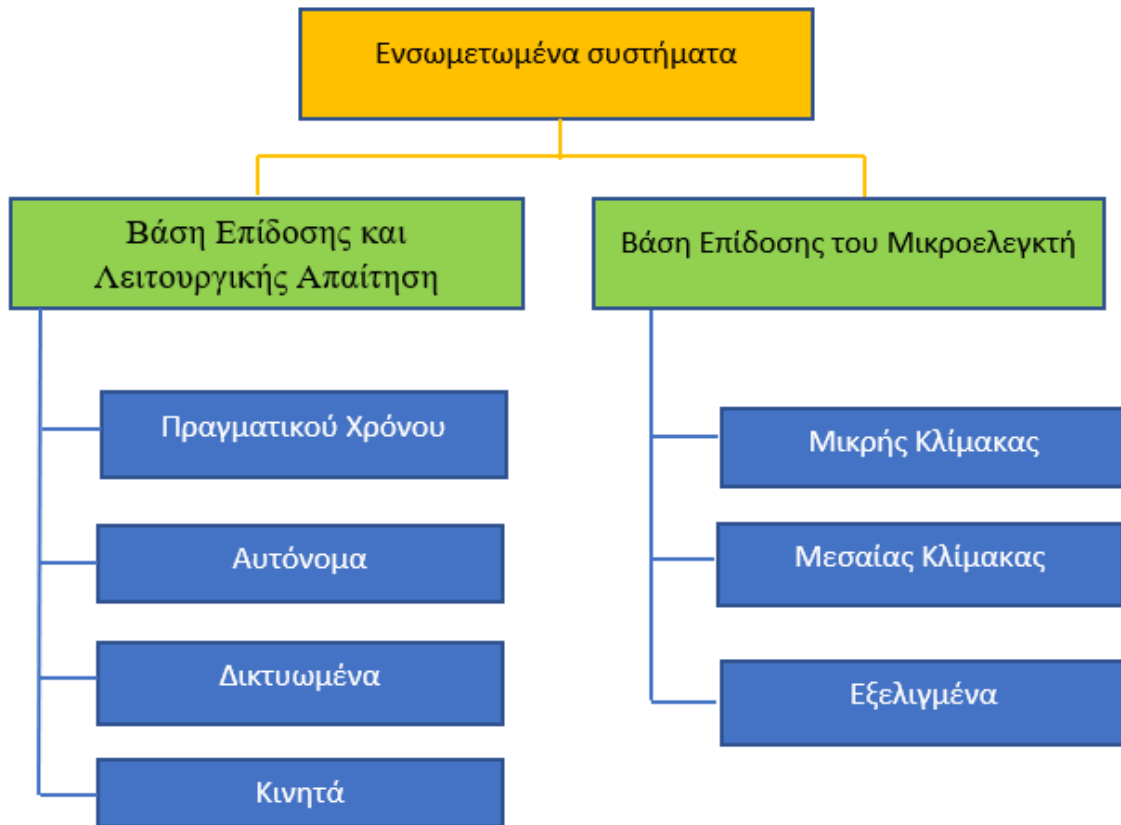 Ενσωμετωμένα συστήματα
Βάση Επίδοσης και
Λειτουργικής Απαίτηση
Πραγματικού Χρόνου
Αυτόνομα
Δικτυωμένα
Κινητά
Βάση Επίδοσης του Μικροελεγκτή
Μικρής Κλίμακας
Μεσαίας Κλίμακας
Εξελιγμένα